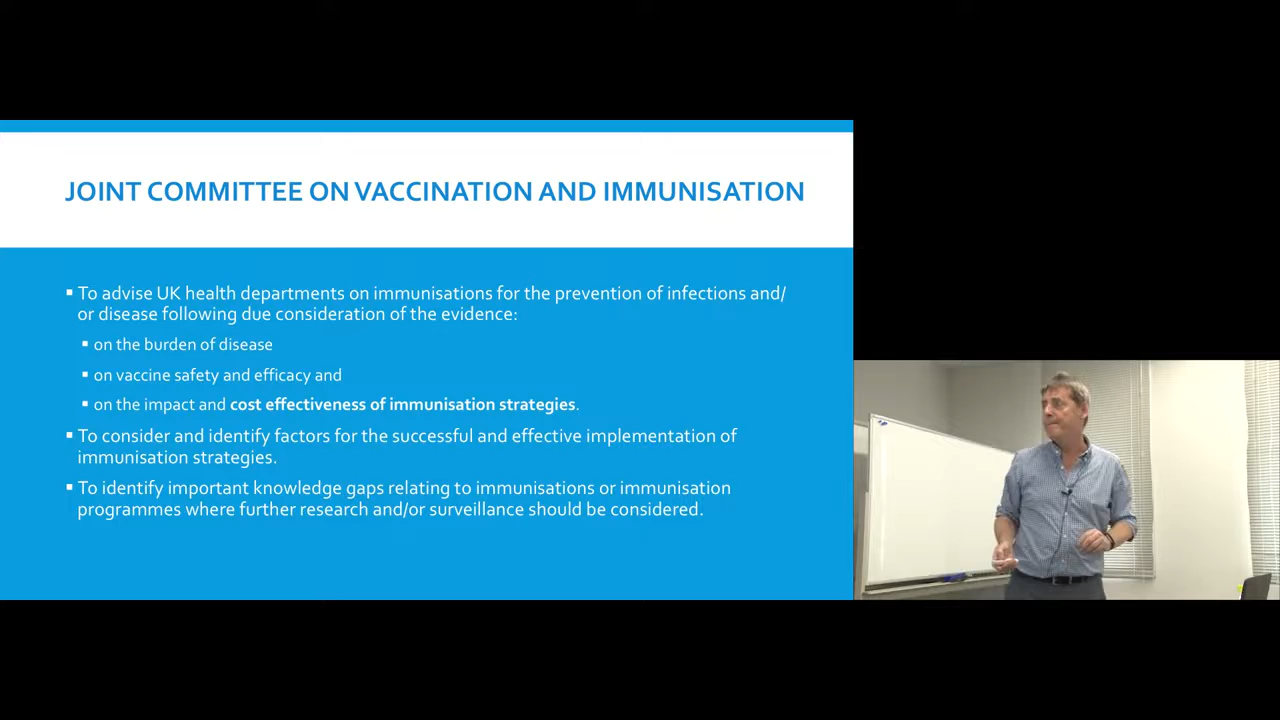 JOINT COMMITTEE ON VACCINATION AND IMMUNISATION
▪ To advise UK health departments on immunisations for the prevention of infections and/
or disease following due consideration of the evidence:
▪ on the burden of disease
▪ on vaccine safety and efficacy and
▪ on the impact and cost effectiveness of immunisation strategies.
▪ To consider and identify factors for the successful and effective implementation of
immunisation strategies.
▪ To identify important knowledge gaps relating to immunisations or immunisation
programmes where further research and/or surveillance should be considered.